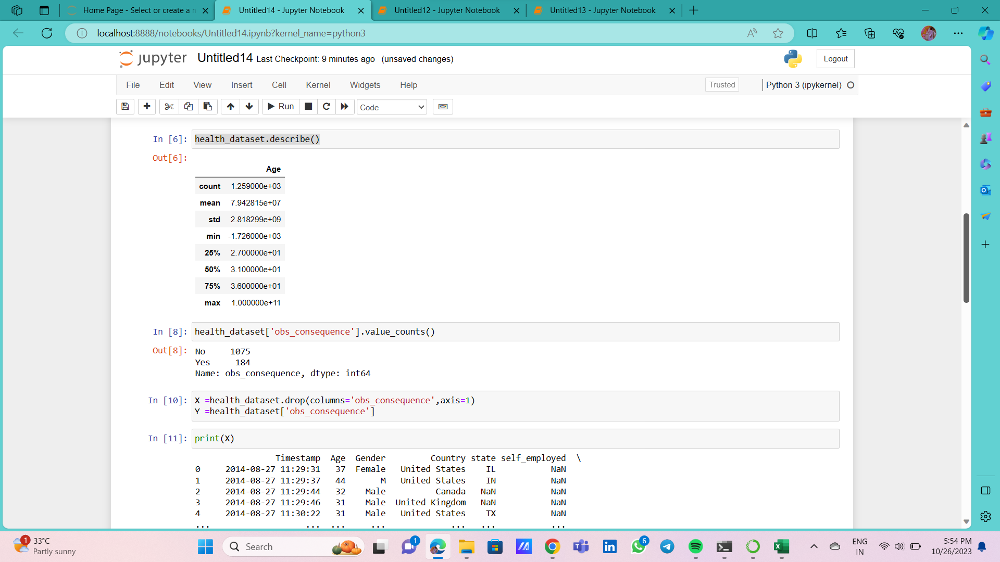 Home Page - Select or create a n
Untitled14 - Jupyter Notebook
Untitled12 - Jupyter Notebook
Untitled13 - Jupyter Notebook
localhost:8888/notebooks/Untitled14.ipynb?kernel_name=python3
jupyter Untitled14 Last Checkpoint: 9 minutes ago (unsaved changes)
Logout
File Edit View Insert Cell Kernel Widgets Help
Trusted
Python 3 (ipykernel)
Run
Code
In [6]: health_dataset.describe()
Out[6]:
Age
count 1.259000e+03
mean 7.942815e+07
std 2.818299e+09
min -1.726000e+03
25% 2.700000e+01
50% 3.100000e+01
75% 3.600000e+01
max 1.000000e+11
In [8]: health_dataset['obs_consequence'].value_counts()
Out[8]: No 1075
Yes 184
Name: obs_consequence, dtype: int64
In [10]: X =health_dataset.drop(columns='obs_consequence',axis=1)
Y =health_dataset['obs_consequence']
In [11]: print(X)
Timestamp Age Gender Country state self_employed \
0 2014-08-27 11:29:31 37 Female United States IL NaN
1 2014-08-27 11:29:37 44 M United States IN NaN
2 2014-08-27 11:29:44 32 Male Canada NaN NaN
3 2014-08-27 11:29:46 31 Male United Kingdom NaN NaN
4 2014-08-27 11:30:22 31 Male United States TX NaN
... ... ... ... ... ... ...
1
33°C
Partly sunny
Search
1
6
ENG
IN
5:54 PM
10/26/2023